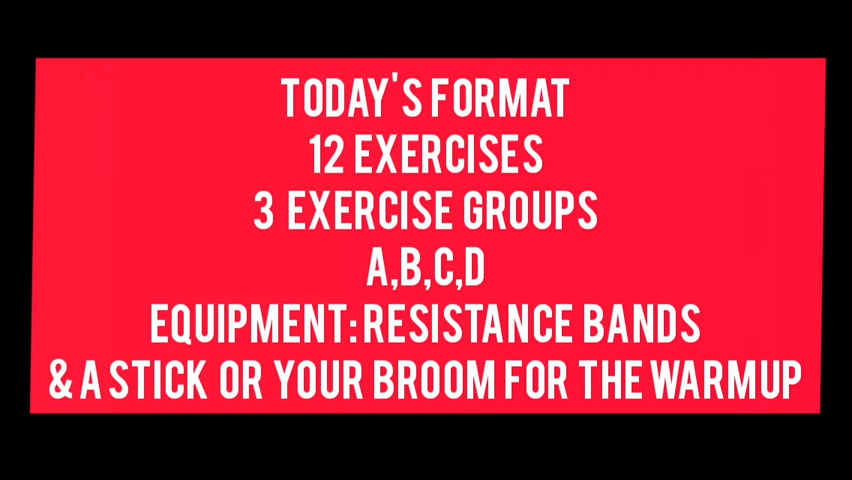 TODAY'S FORMAT
12 EXERCISES
3 EXERCISE GROUPS
A,B,C,D
EQUIPMENT: RESISTANCE BANDS
& A STICK OR YOUR BROOM FOR THE WARMUP